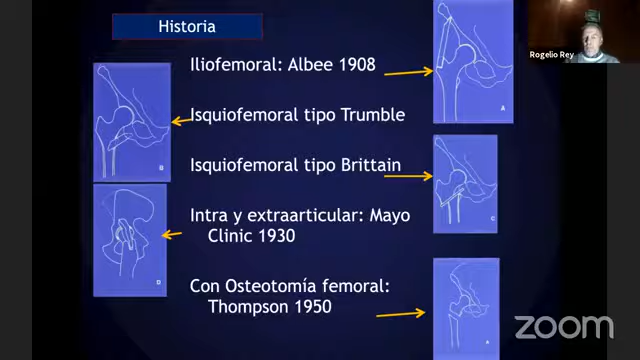 Historia
Rogelio Rey
Iliofemoral: Albee 1908
A
Isquiofemoral tipo Trumble
B
Isquiofemoral tipo Brittain
C
Intra y extraarticular: Mayo
Clinic 1930
D
Con Osteotomía femoral:
Thompson 1950
A
zoom